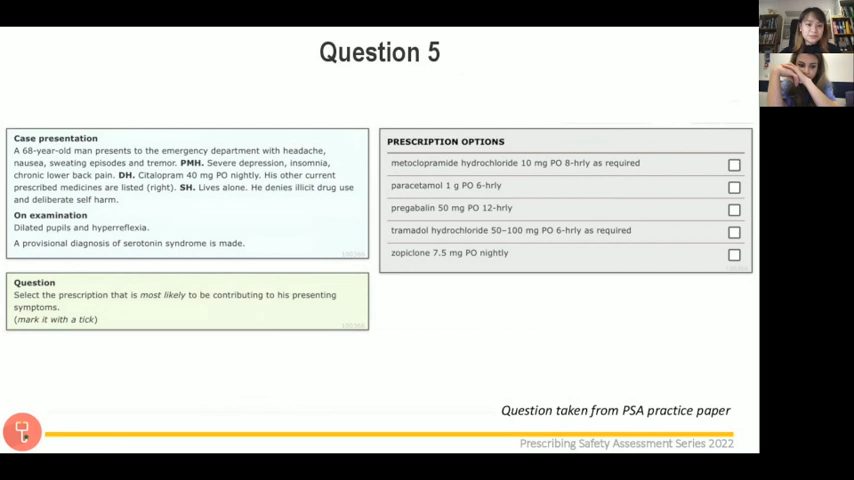 Question 5
Case presentation
A 68-year-old man presents to the emergency department with headache,
nausea, sweating episodes and tremor. PMH. Severe depression, insomnia,
chronic lower back pain. DH. Citalopram 40 mg PO nightly. His other current
prescribed medicines are listed (right). SH. Lives alone. He denies illicit drug use
and deliberate self harm.
On examination
Dilated pupils and hyperreflexia.
A provisional diagnosis of serotonin syndrome is made.
Question
Select the prescription that is most likely to be contributing to his presenting
symptoms.
(mark it with a tick)
PRESCRIPTION OPTIONS
metoclopramide hydrochloride 10 mg PO 8-hrly as required
paracetamol 1 g PO 6-hrly
pregabalin 50 mg PO 12-hrly
tramadol hydrochloride 50–100 mg PO 6-hrly as required
zopiclone 7.5 mg PO nightly
Question taken from PSA practice paper
Prescribing Safety Assessment Series 2022